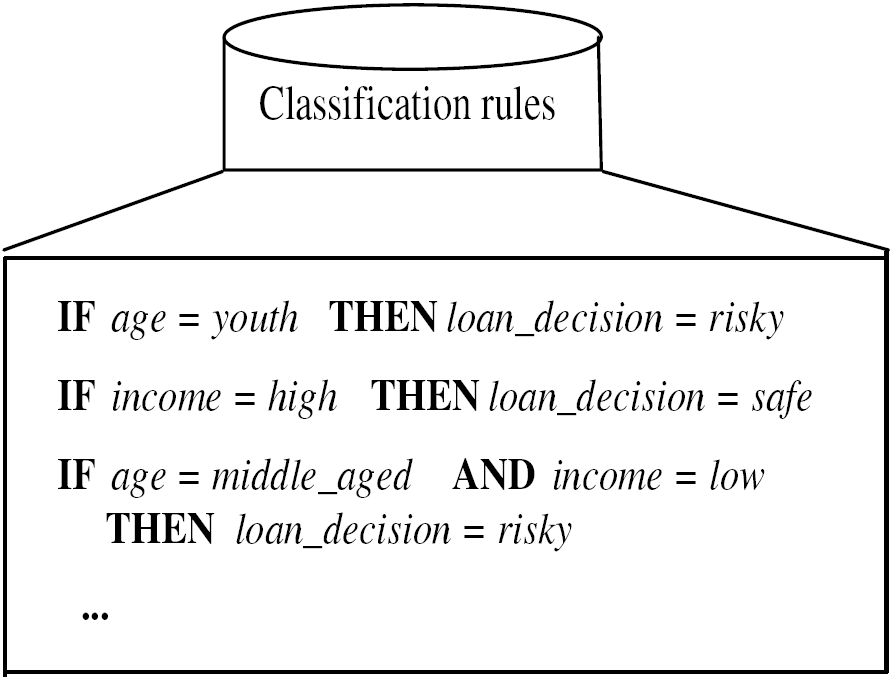 Classification rules
IF age = youth THEN loan_decision = risky
IF income = high THEN loan_decision = safe
IF age = middle_aged AND income = low
THEN loan_decision = risky
...